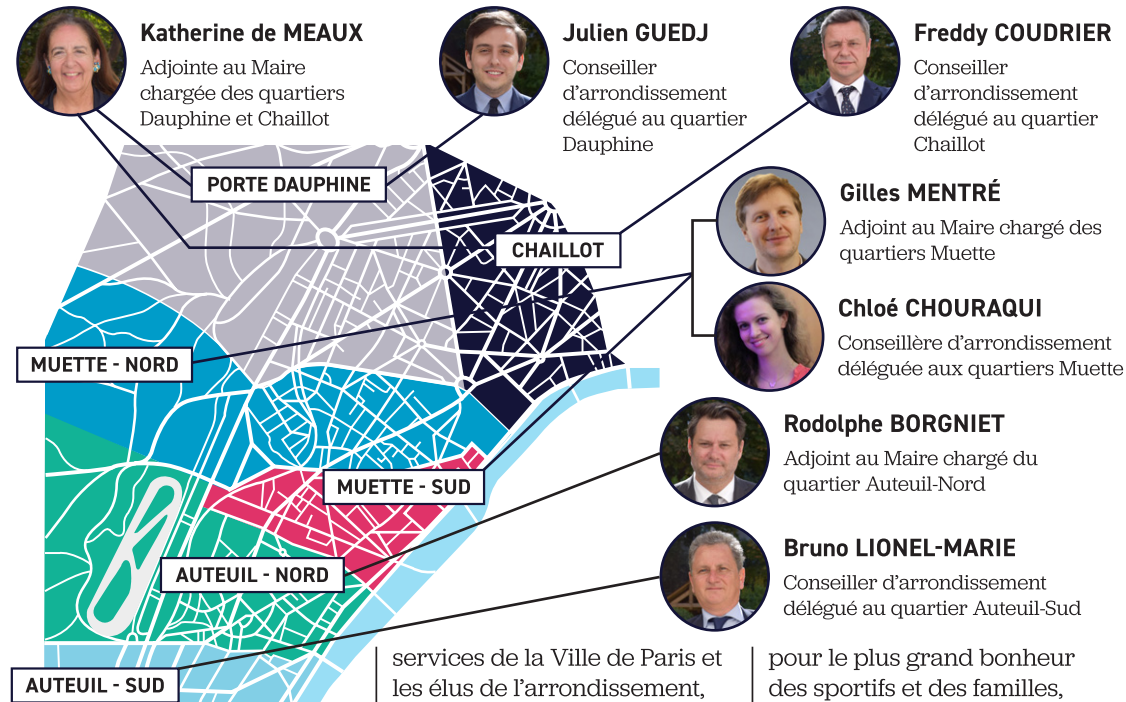 Katherine de MEAUX
Adjointe au Maire
chargée des quartiers
Dauphine et Chaillot
Julien GUEDJ
Conseiller
d’arrondissement
délégué au quartier
Dauphine
Freddy COUDRIER
Conseiller
d’arrondissement
délégué au quartier
Chaillot
PORTE DAUPHINE
CHAILLOT
Gilles MENTRÉ
Adjoint au Maire chargé des
quartiers Muette
Chloé CHOURAQUI
Conseillère d’arrondissement
déléguée aux quartiers Muette
MUETTE - NORD
Rodolphe BORGNIET
Adjoint au Maire chargé du
quartier Auteuil-Nord
MUETTE - SUD
Bruno LIONEL-MARIE
Conseiller d’arrondissement
délégué au quartier Auteuil-Sud
AUTEUIL - NORD
AUTEUIL - SUD
services de la Ville de Paris et
les élus de l’arrondissement,
pour le plus grand bonheur
des sportifs et des familles,